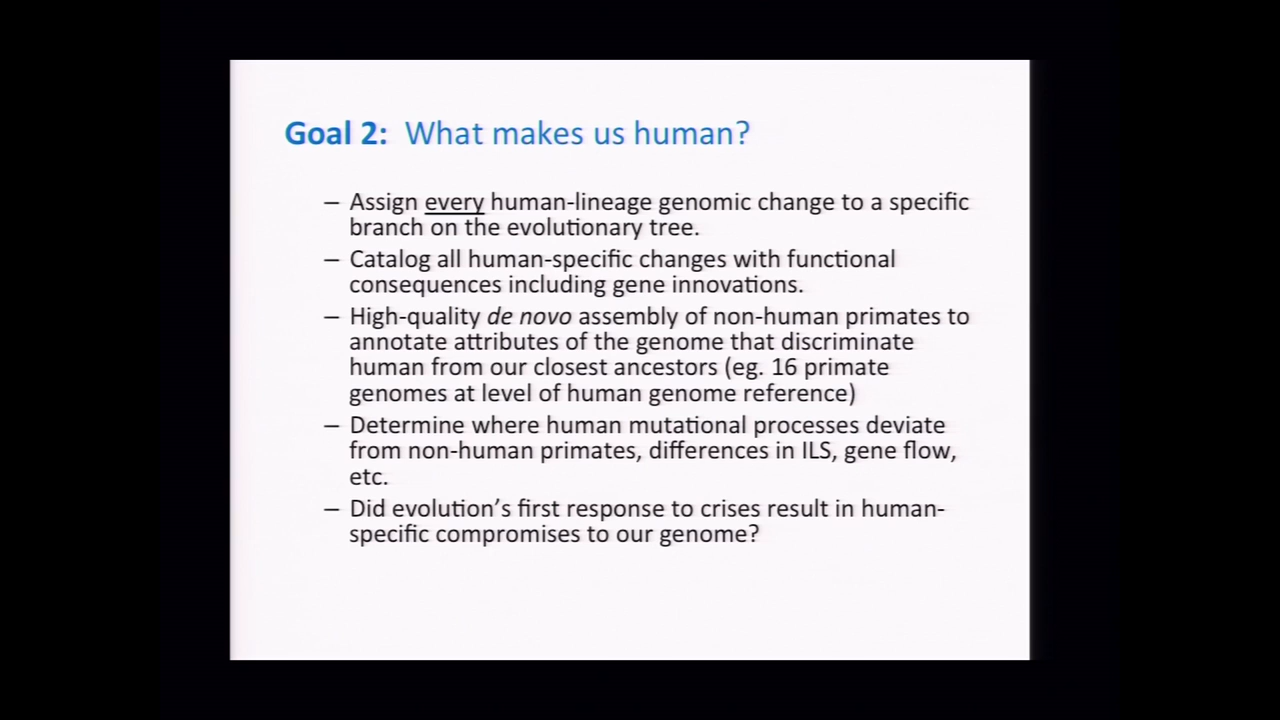 Goal 2: What makes us human?
– Assign every human-lineage genomic change to a specific
branch on the evolutionary tree.
– Catalog all human-specific changes with functional
consequences including gene innovations.
– High-quality de novo assembly of non-human primates to
annotate attributes of the genome that discriminate
human from our closest ancestors (eg. 16 primate
genomes at level of human genome reference)
– Determine where human mutational processes deviate
from non-human primates, differences in ILS, gene flow,
etc.
– Did evolution’s first response to crises result in human-
specific compromises to our genome?